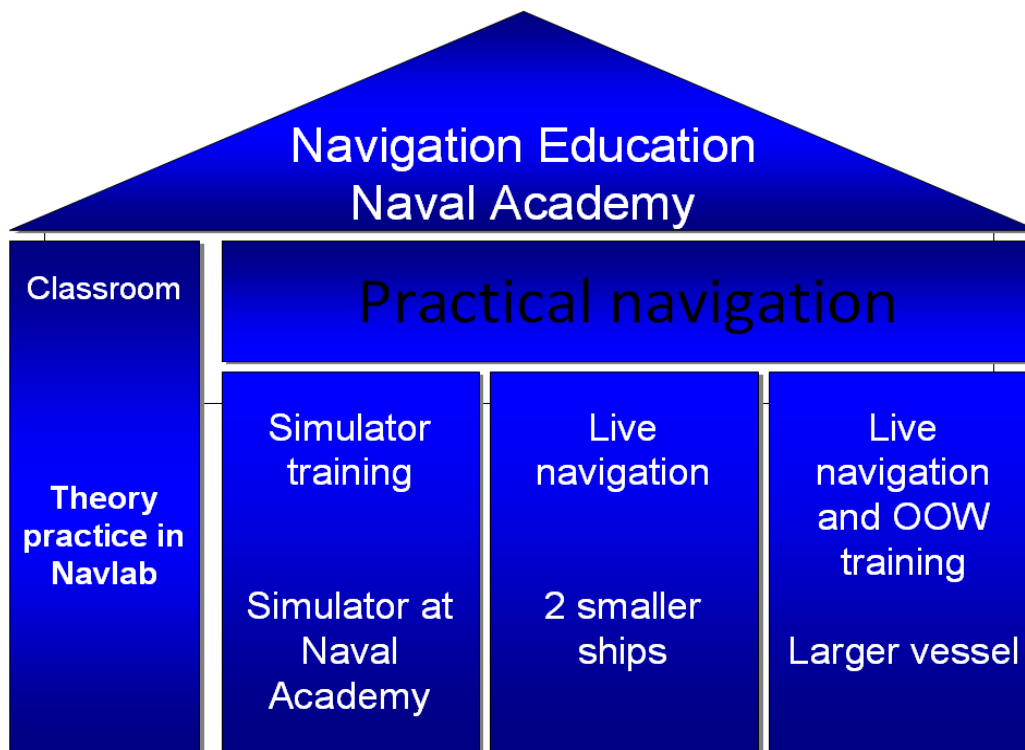 Navigation Education
Naval Academy
Classroom
Theory
practice in
Navlab
Practical navigation
Simulator
training
Simulator at
Naval
Academy
Live
navigation
2 smaller
ships
Live
navigation
and OOW
training
Larger vessel